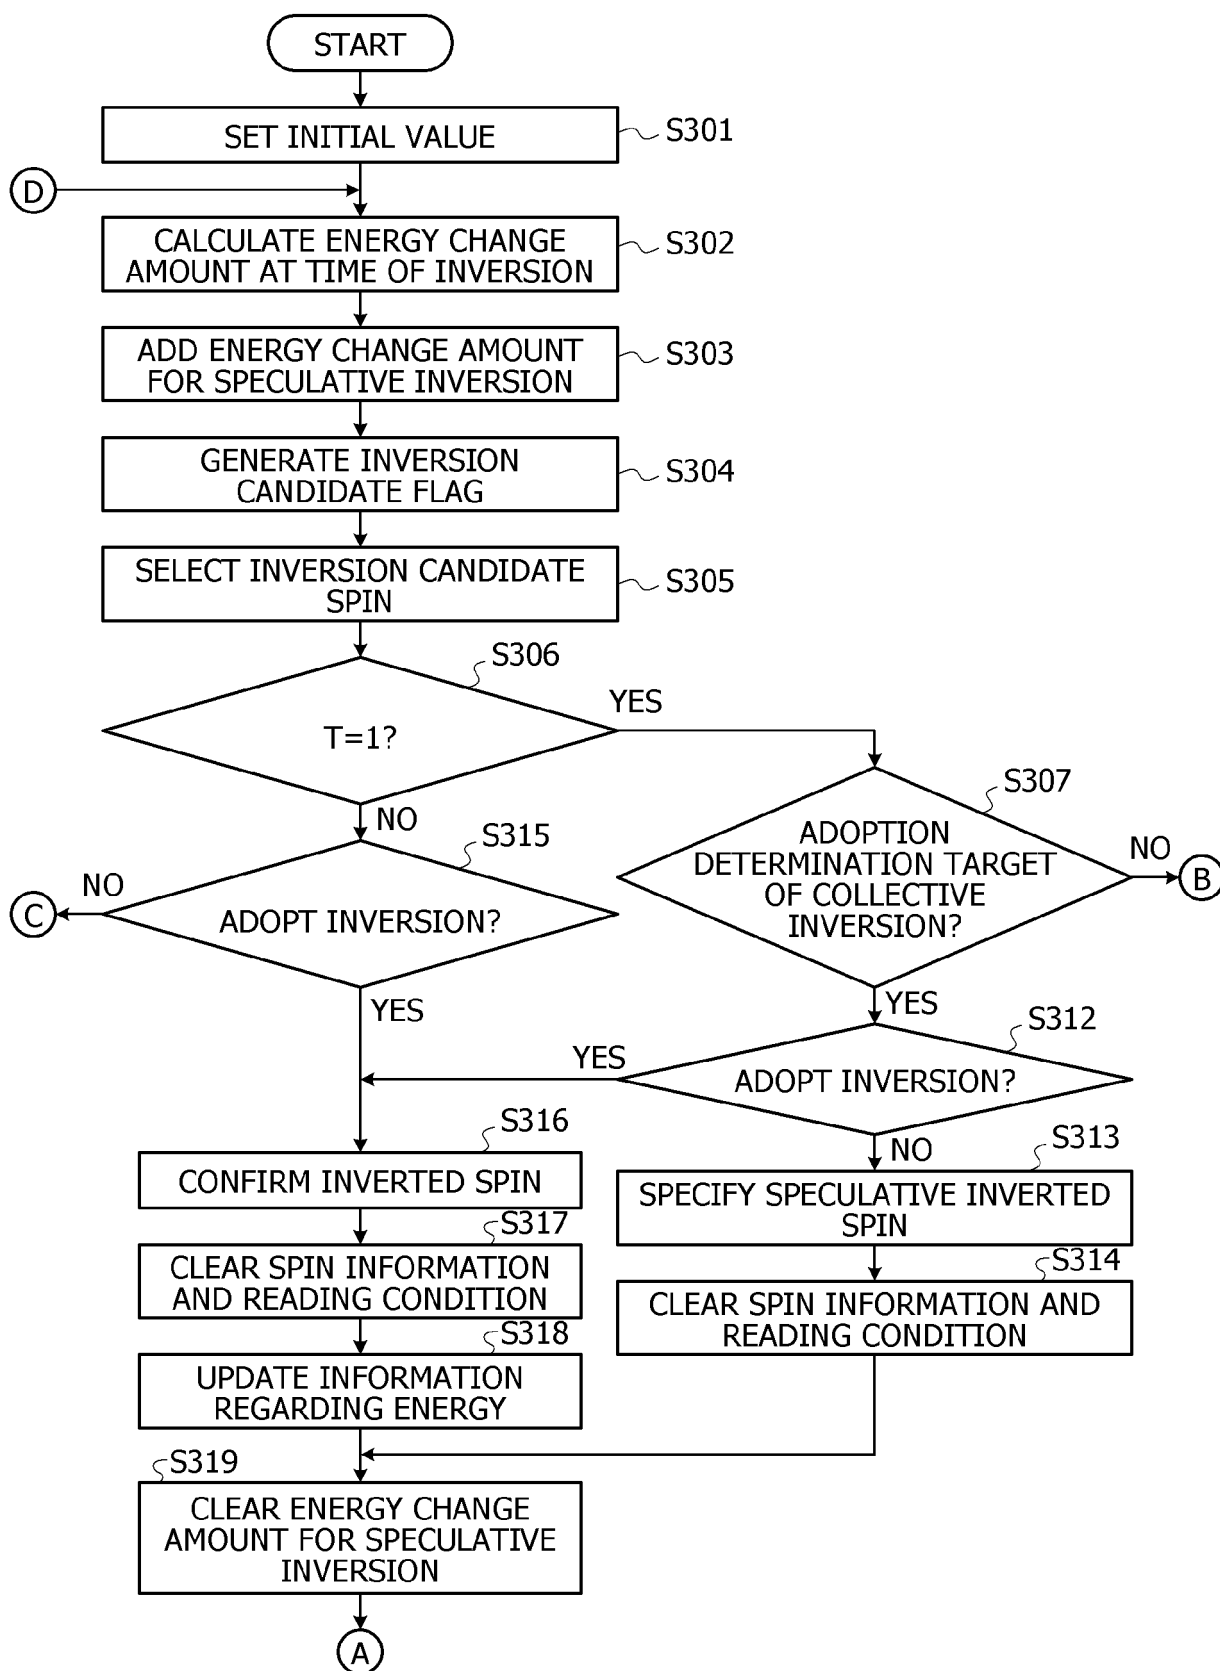 START
SET INITIAL VALUE
S301
D
CALCULATE ENERGY CHANGE
AMOUNT AT TIME OF INVERSION
S302
ADD ENERGY CHANGE AMOUNT
FOR SPECULATIVE INVERSION
S303
GENERATE INVERSION
CANDIDATE FLAG
S304
SELECT INVERSION CANDIDATE
SPIN
S305
S306
T=1?
YES
NO
S307
ADOPTION
DETERMINATION TARGET
OF COLLECTIVE
INVERSION?
NO
B
YES
S315
ADOPT INVERSION?
NO
C
YES
S312
ADOPT INVERSION?
YES
NO
S316
CONFIRM INVERTED SPIN
S313
SPECIFY SPECULATIVE INVERTED
SPIN
S317
CLEAR SPIN INFORMATION
AND READING CONDITION
S314
CLEAR SPIN INFORMATION AND
READING CONDITION
S318
UPDATE INFORMATION
REGARDING ENERGY
S319
CLEAR ENERGY CHANGE
AMOUNT FOR SPECULATIVE
INVERSION
A